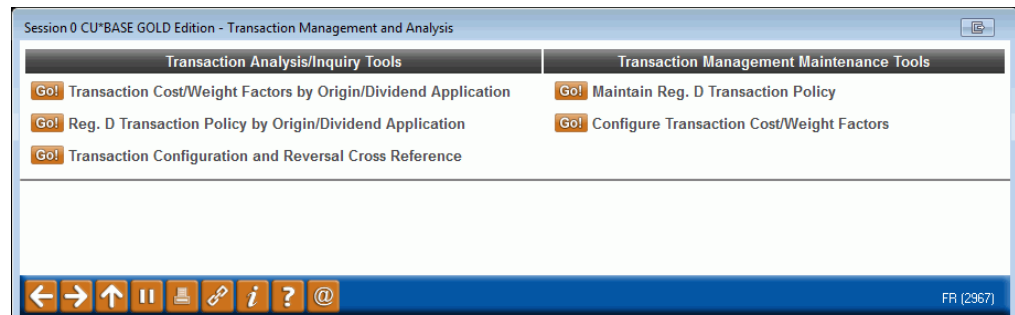 Session 0 CU*BASE GOLD Edition - Transaction Management and Analysis
Transaction Analysis/Inquiry Tools
Go! Transaction Cost/Weight Factors by Origin/Dividend Application
Go! Reg. D Transaction Policy by Origin/Dividend Application
Go! Transaction Configuration and Reversal Cross Reference
Transaction Management Maintenance Tools
Go! Maintain Reg. D Transaction Policy
Go! Configure Transaction Cost/Weight Factors
i ? @
FR (2967)